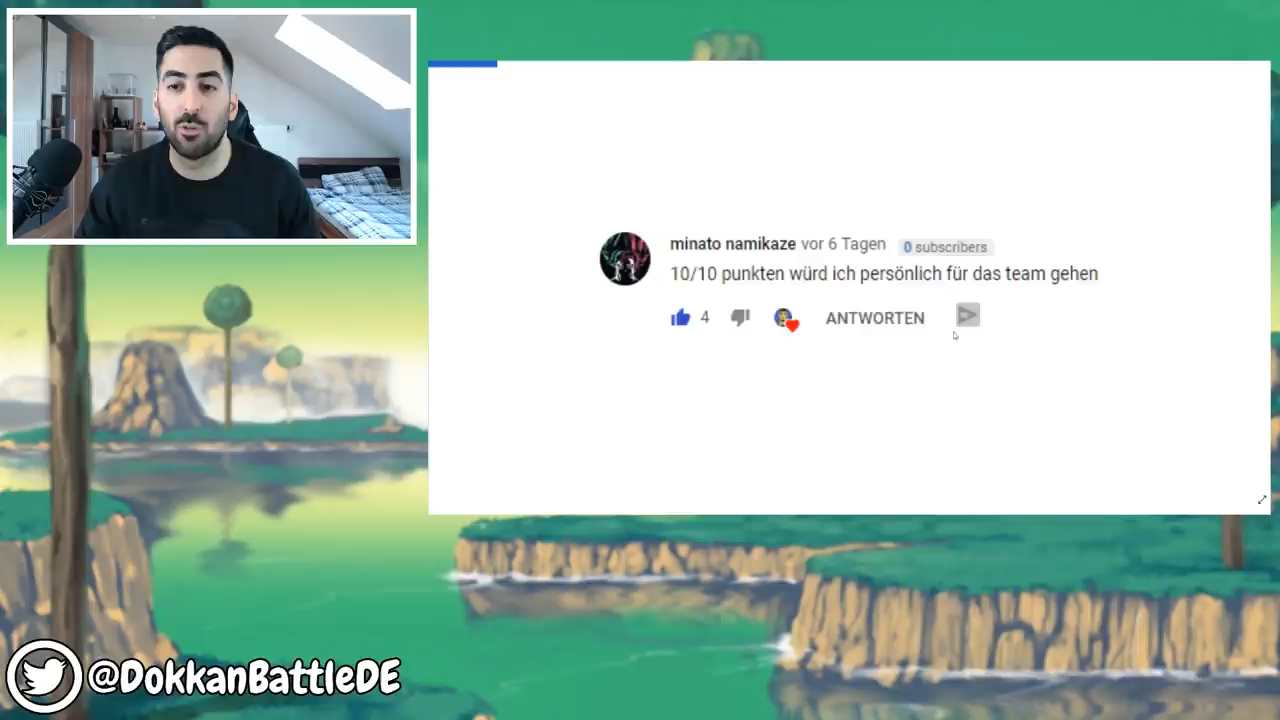 minato namikaze vor 6 Tagen 0 subscribers
10/10 punkten würd ich persönlich für das team gehen
4 ANTWORTEN
@DokkanBattleDE